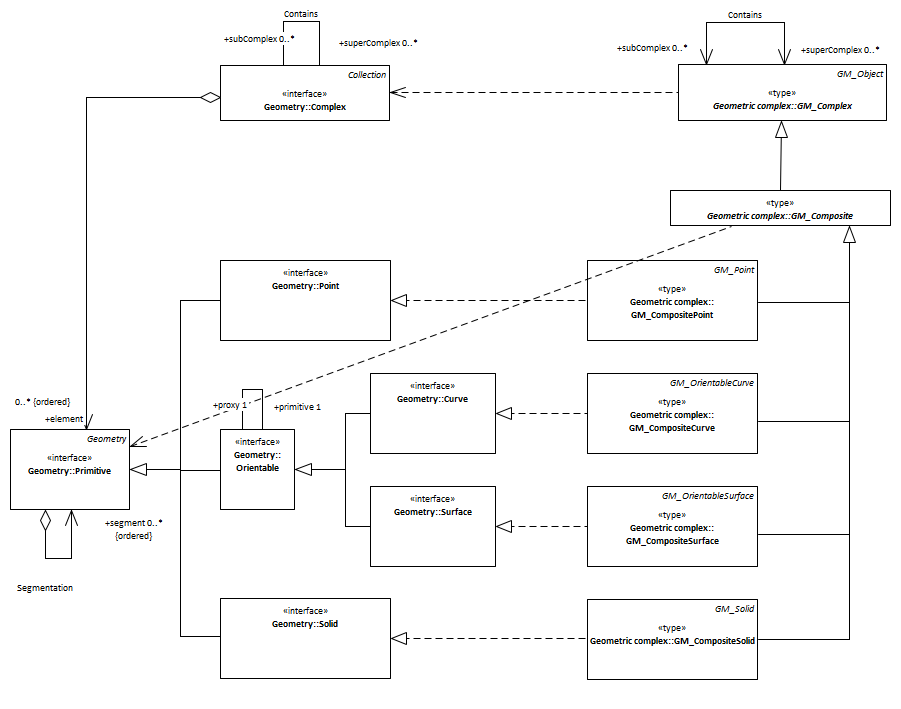 Contains
+subComplex 0..*
+superComplex 0..*
Collection
«interface»
Geometry::Complex
Contains
+subComplex 0..*
+superComplex 0..*
GM_Object
«type»
Geometric complex::GM_Complex
«type»
Geometric complex::GM_Composite
«interface»
Geometry::Point
GM_Point
«type»
Geometric complex::
GM_CompositePoint
0..* {ordered}
+element
+proxy 1
+primitive 1
«interface»
Geometry::Curve
GM_OrientableCurve
«type»
Geometric complex::
GM_CompositeCurve
Geometry
«interface»
Geometry::Primitive
«interface»
Geometry::
Orientable
+segment 0..*
{ordered}
Segmentation
«interface»
Geometry::Surface
GM_OrientableSurface
«type»
Geometric complex::
GM_CompositeSurface
«interface»
Geometry::Solid
GM_Solid
«type»
Geometric complex::GM_CompositeSolid